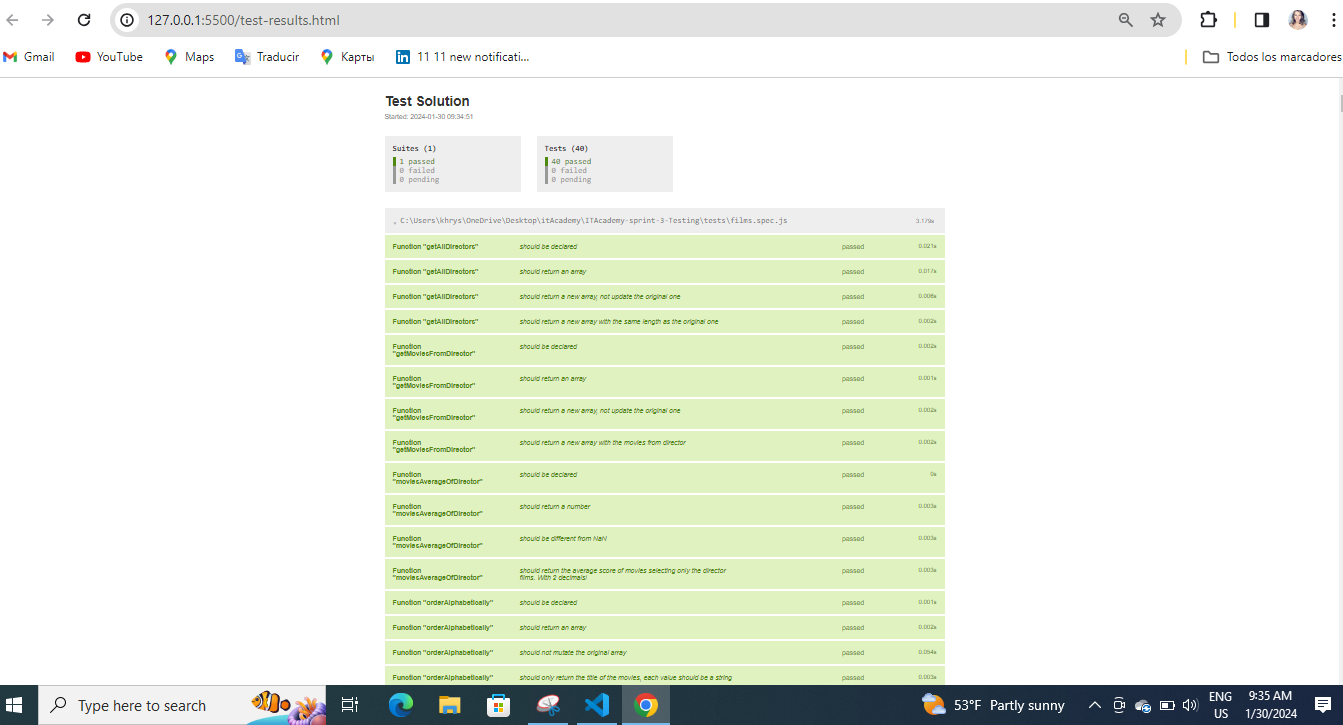 127.0.0.1:5500/test-results.html
Gmail YouTube Maps Traducir Карты 11 11 new notificati... Todos los marcadores
Test Solution
Started: 2024-01-30 09:34:51
Suites (1) Tests (40)
1 passed 40 passed
0 failed 0 failed
0 pending 0 pending
C:\Users\khrys\OneDrive\Desktop\itAcademy\ITAcademy-sprint-3-Testing\tests\films.spec.js 3.179s
Function "getAllDirectors" should be declared passed 0.021s
Function "getAllDirectors" should return an array passed 0.017s
Function "getAllDirectors" should return a new array, not update the original one passed 0.008s
Function "getAllDirectors" should return a new array with the same length as the original one passed 0.002s
Function should be declared passed 0.002s
"getMoviesFromDirector"
Function should return an array passed 0.001s
"getMoviesFromDirector"
Function should return a new array, not update the original one passed 0.002s
"getMoviesFromDirector"
Function should return a new array with the movies from director passed 0.002s
"getMoviesFromDirector"
Function should be declared passed 0s
"moviesAverageOfDirector"
Function should return a number passed 0.003s
"moviesAverageOfDirector"
Function should be different from NaN passed 0.003s
"moviesAverageOfDirector"
Function should return the average score of movies selecting only the director passed 0.003s
"moviesAverageOfDirector" films. With 2 decimals!
Function "orderAlphabetically" should be declared passed 0.001s
Function "orderAlphabetically" should return an array passed 0.002s
Function "orderAlphabetically" should not mutate the original array passed 0.054s
Function "orderAlphabetically" should only return the title of the movies, each value should be a string passed 0.003s
Type here to search 53°F Partly sunny ENG 9:35 AM
US 1/30/2024